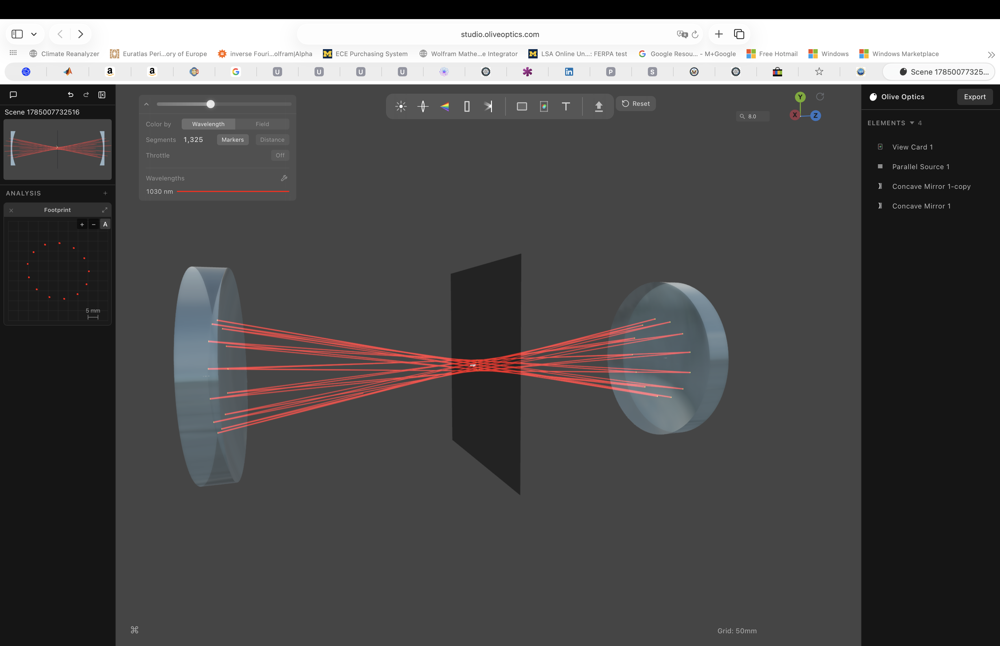 studio.oliveoptics.com
Climate Reanalyzer
Euratlas Peri...ory of Europe
inverse Fouri...olfram|Alpha
ECE Purchasing System
Wolfram Mathe...e Integrator
LSA Online Un...: FERPA test
Google Resou... - M+Google
Free Hotmail
Windows
Windows Marketplace
U
U
U
U
P
S
Scene 17850077325...
Scene 1785007732516
ANALYSIS
Footprint
+ − A
5 mm
Color by
Wavelength
Field
Segments
1,325
Markers
Distance
Throttle
Off
Wavelengths
1030 nm
T
Reset
8.0
Y
X
Z
Grid: 50mm
Olive Optics
Export
ELEMENTS 4
View Card 1
Parallel Source 1
Concave Mirror 1-copy
Concave Mirror 1